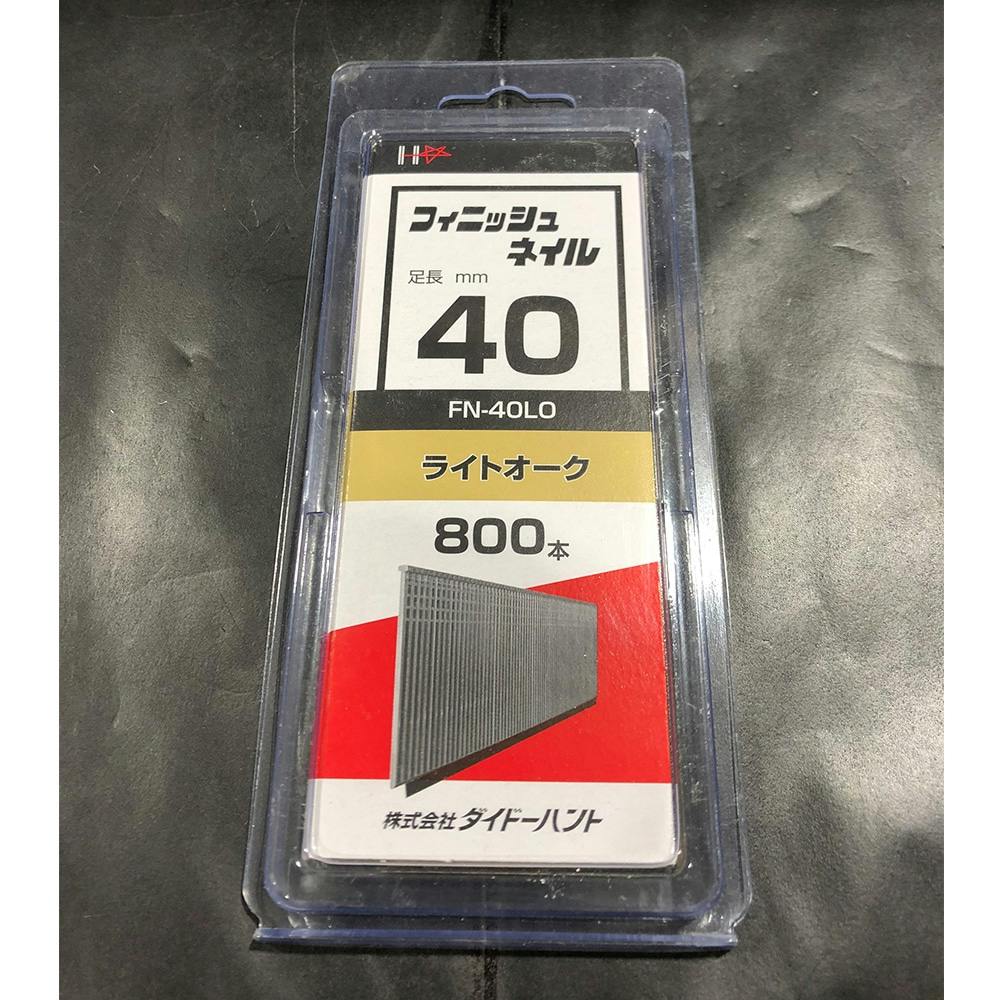 H
フィニッシュ
ネイル
足長 mm
40
FN-40LO
ライトオーク
800本
株式会社 ダイドーハント